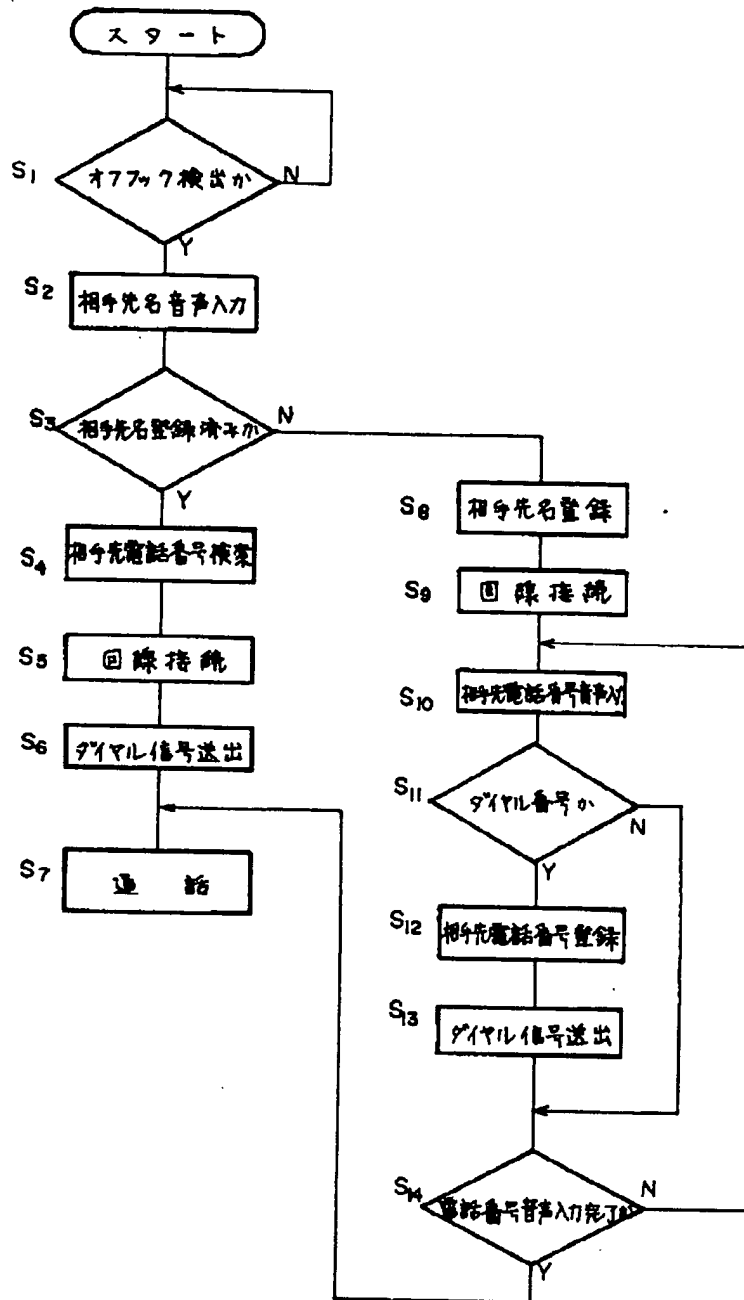 スタート
S1
オフフック検出か
N
Y
S2
相手先名音声入力
S3
相手先名登録済みか
N
Y
S4
相手先電話番号検索
S5
回線接続
S6
ダイヤル信号送出
S7
通話
S8
相手先名登録
S9
回線接続
S10
相手先電話番号音声入力
S11
ダイヤル番号か
N
Y
S12
相手先電話番号登録
S13
ダイヤル信号送出
S14
電話番号音声入力完了か
N
Y